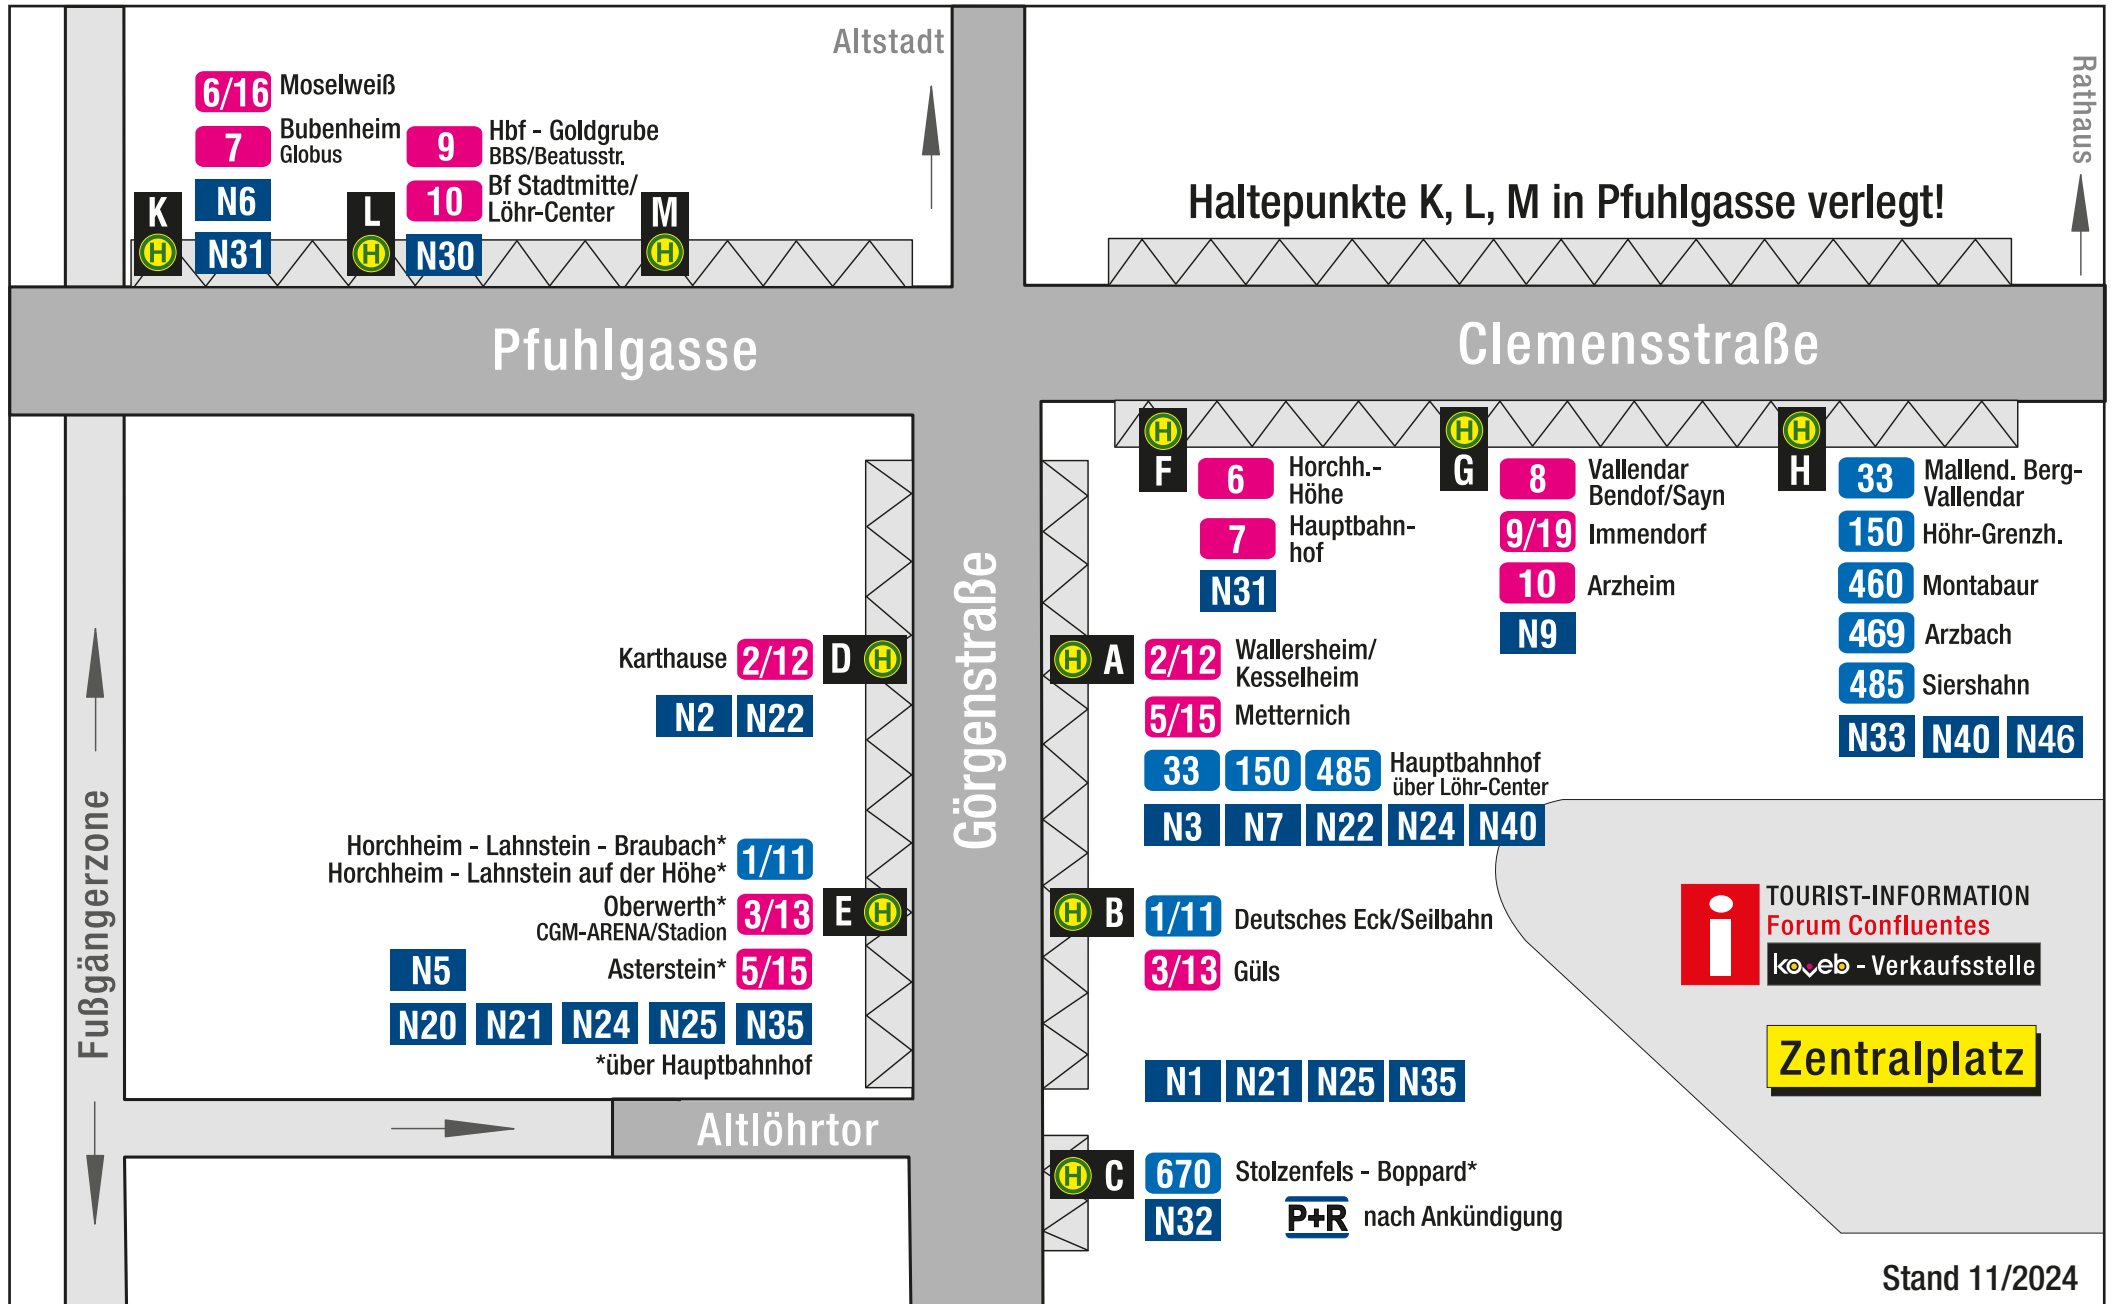 Altstadt
Rathaus
6/16 Moselweiß
7 Bubenheim
Globus
N6
N31
K
H
9 Hbf - Goldgrube
BBS/Beatusstr.
10 Bf Stadtmitte/
Löhr-Center
N30
L
H
M
H
Haltepunkte K, L, M in Pfuhlgasse verlegt!
Pfuhlgasse
Clemensstraße
H
F
6 Horchh.-
Höhe
7 Hauptbahn-
hof
N31
H
G
8 Vallendar
Bendof/Sayn
9/19 Immendorf
10 Arzheim
N9
H
H
33 Mallend. Berg-
Vallendar
150 Höhr-Grenzh.
460 Montabaur
469 Arzbach
485 Siershahn
N33 N40 N46
Fußgängerzone
Görgenstraße
Karthause 2/12 D H
N2 N22
H A 2/12 Wallersheim/
Kesselheim
5/15 Metternich
33 150 485 Hauptbahnhof
über Löhr-Center
N3 N7 N22 N24 N40
Horchheim - Lahnstein - Braubach*
Horchheim - Lahnstein auf der Höhe* 1/11
Oberwerth* 3/13 E H
CGM-ARENA/Stadion
N5 Asterstein* 5/15
N20 N21 N24 N25 N35
*über Hauptbahnhof
H B 1/11 Deutsches Eck/Seilbahn
3/13 Güls
N1 N21 N25 N35
i TOURIST-INFORMATION
Forum Confluentes
koveb - Verkaufsstelle
Zentralplatz
Altlöhrtor
H C 670 Stolzenfels - Boppard*
N32 P+R nach Ankündigung
Stand 11/2024